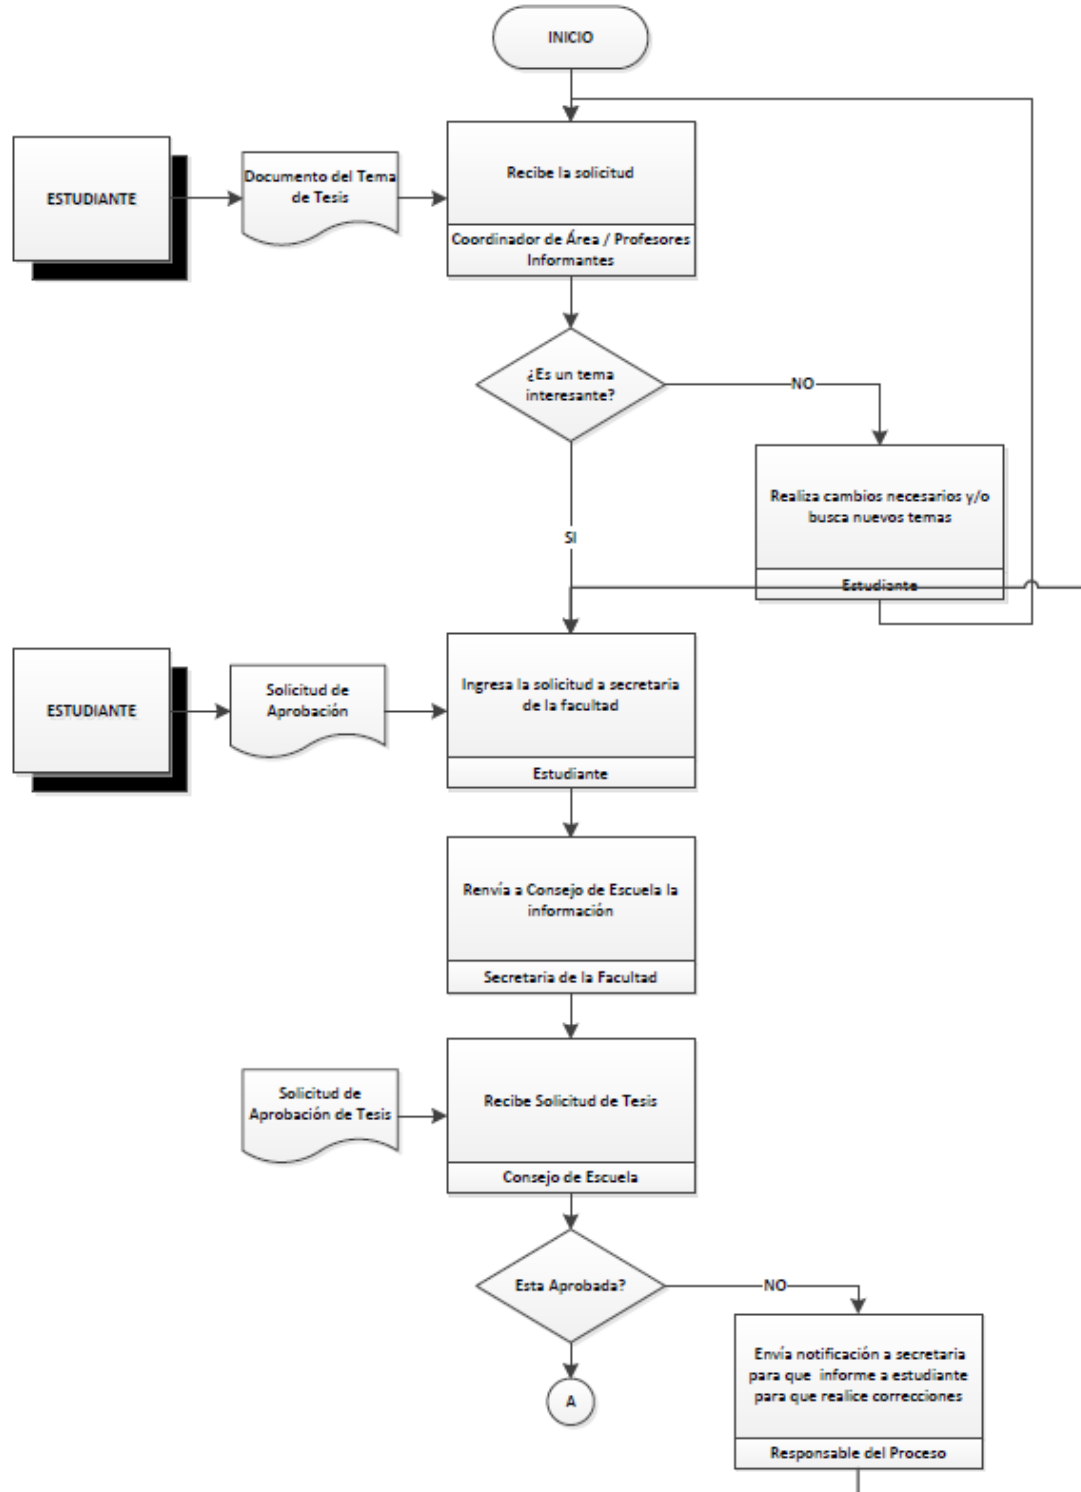 INICIO
ESTUDIANTE
Documento del Tema
de Tesis
Recibe la solicitud
Coordinador de Área / Profesores
Informantes
¿Es un tema
interesante?
NO
Realiza cambios necesarios y/o
busca nuevos temas
Estudiante
SI
ESTUDIANTE
Solicitud de
Aprobación
Ingresa la solicitud a secretaria
de la facultad
Estudiante
Renvía a Consejo de Escuela la
información
Secretaria de la Facultad
Solicitud de
Aprobación de Tesis
Recibe Solicitud de Tesis
Consejo de Escuela
Esta Aprobada?
NO
Envía notificación a secretaria
para que informe a estudiante
para que realice correcciones
Responsable del Proceso
A